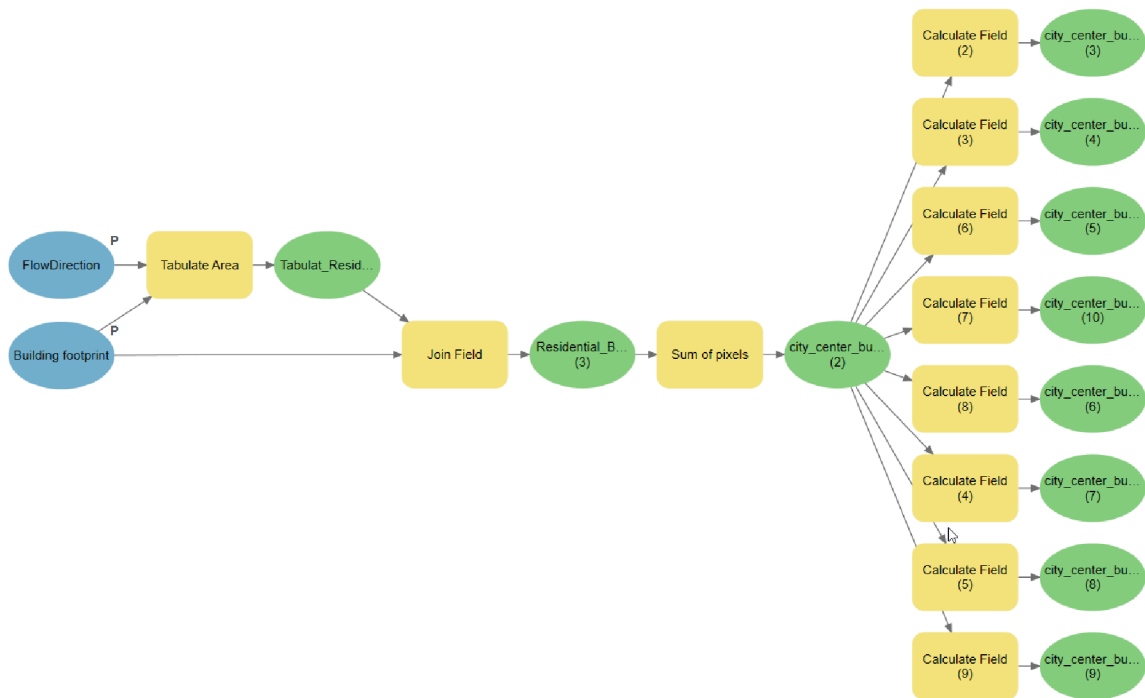 Calculate Field
(2)
city_center_bu...
(3)
Calculate Field
(3)
city_center_bu...
(4)
Calculate Field
(6)
city_center_bu...
(5)
P
FlowDirection
Tabulate Area
Tabulat_Resid...
Calculate Field
(7)
city_center_bu...
(10)
P
Building footprint
Join Field
Residential_B...
(3)
Sum of pixels
city_center_bu...
(2)
Calculate Field
(8)
city_center_bu...
(6)
Calculate Field
(4)
city_center_bu...
(7)
Calculate Field
(5)
city_center_bu...
(8)
Calculate Field
(9)
city_center_bu...
(9)